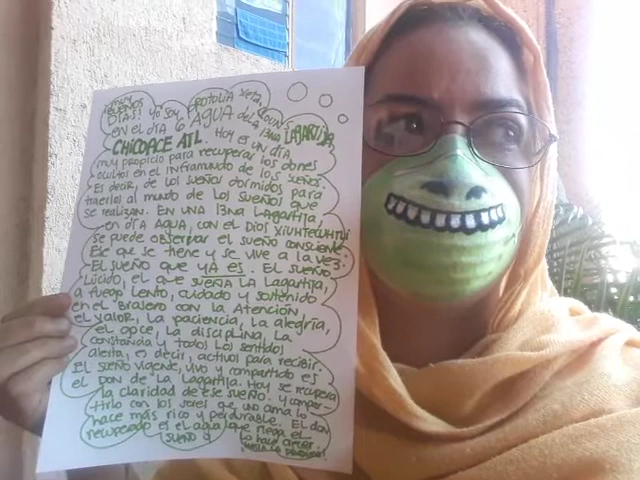 BUENOS
DÍAS! YO SOY PROTOLIA
EN EL DÍA 6 AGUA de LA 13NA LAGARTIJA,
CHICOACE ATL. HOY ES UN DÍA
MUY PROPICIO PARA RECUPERAR LOS DONES
OCULTOS EN EL INFRAMUNDO DE LOS SUEÑOS.
ES DECIR, DE LOS SUEÑOS DORMIDOS PARA
TRAERLOS AL MUNDO DE LOS SUEÑOS QUE
SE REALIZAN. EN UNA 13NA LAGARTIJA,
EN DÍA AGUA, CON EL DIOS XIUHTECUHTLI
SE PUEDE OBSERVAR EL SUEÑO CONSCIENTE.
ESE QUE SE TIENE Y SE VIVE A LA VEZ.
EL SUEÑO QUE YA ES. EL SUEÑO
LÚCIDO, EL QUE SUEÑA LA LAGARTIJA,
A FUEGO LENTO, CUIDADO Y SOSTENIDO
EN EL BRASERO CON LA ATENCIÓN,
EL VALOR, LA PACIENCIA, LA ALEGRÍA,
EL GOCE, LA DISCIPLINA, LA
CONSTANCIA Y TODOS LOS SENTIDOS
ALERTA, ES DECIR, ACTIVOS PARA RECIBIR.
EL SUEÑO VIGENTE, VIVO Y COMPARTIDO ES
EL DON DE LA LAGARTIJA. HOY SE RECUPERA
LA CLARIDAD DE ESE SUEÑO. Y COMPAR-
TIRLO CON LOS SERES QUE UNO AMA LO
HACE MÁS RICO Y PERDURABLE. EL DON
RECUPERADO ES EL AGUA QUE RIEGA EL
SUEÑO Y LO HACE CRECER.